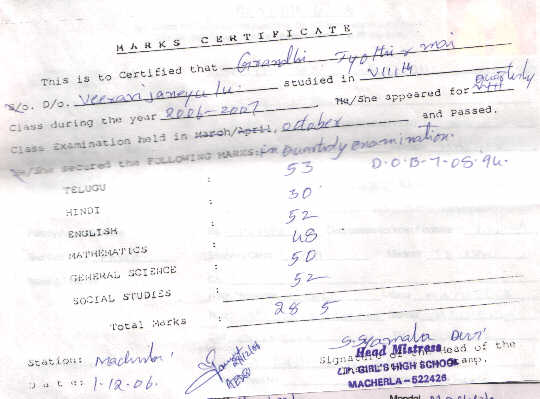 MARKS CERTIFICATE
This is to Certified that Grandhi Jyothirmai
S/o. D/o. Veeranjaneyulu studied in VIIIth
Class during the year 2006-2007 He/She appeared for quarterly VIII
Class Examination held in March/April, October and Passed.
He/She secured the FOLLOWING MARKS: in Quarterly examination.
TELUGU : 53 D-O-B-7-08-94
HINDI : 30
ENGLISH : 52
MATHEMATICS : 48
GENERAL SCIENCE : 50
SOCIAL STUDIES : 52
Total Marks : 285
Station: Macherla
Date: 1-12-06.
S. Syamala Devi
Signature of the Head of the
Head Mistress
GIRL'S HIGH SCHOOL
MACHERLA-522426